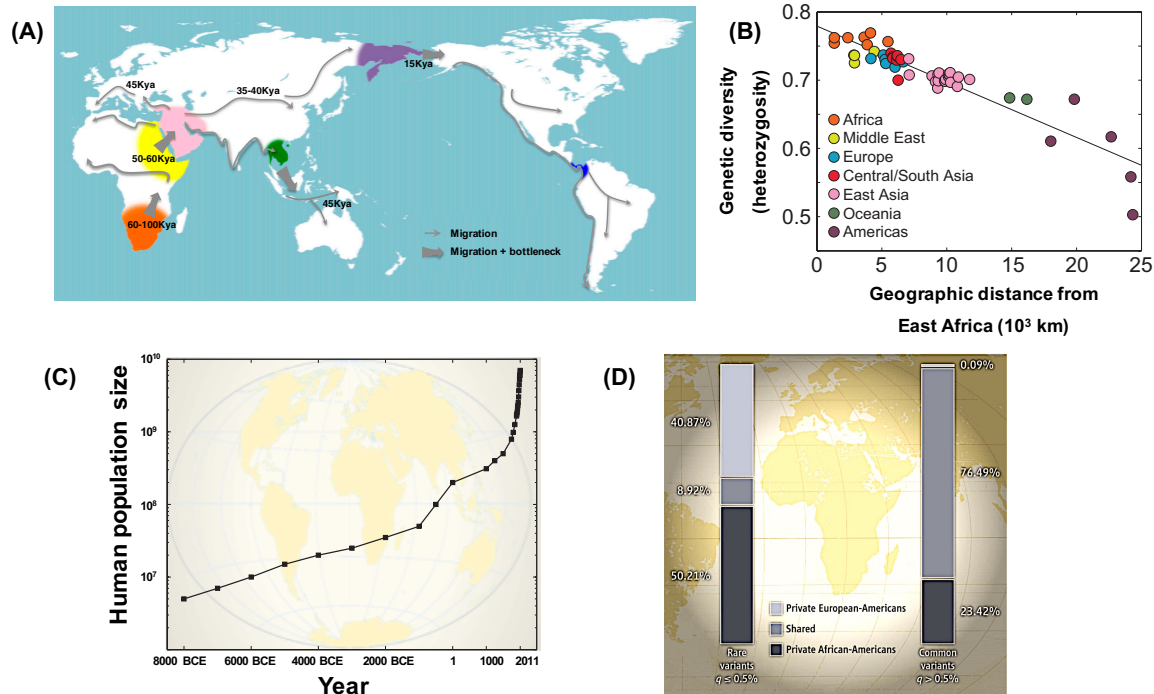 (A)
45Kya
35-40Kya
15Kya
50-60Kya
45Kya
60-100Kya
Migration
Migration + bottleneck
(B)
Genetic diversity
(heterozygosity)
0.8
0.7
0.6
0.5
Africa
Middle East
Europe
Central/South Asia
East Asia
Oceania
Americas
0 5 10 15 20 25
Geographic distance from
East Africa (10³ km)
(C)
Human population size
10¹⁰
10⁹
10⁸
10⁷
8000 BCE 6000 BCE 4000 BCE 2000 BCE 1 1000 2011
Year
(D)
40.87%
8.92%
50.21%
0.09%
76.49%
23.42%
Private European-Americans
Shared
Private African-Americans
Rare
variants
q ≤ 0.5%
Common
variants
q > 0.5%